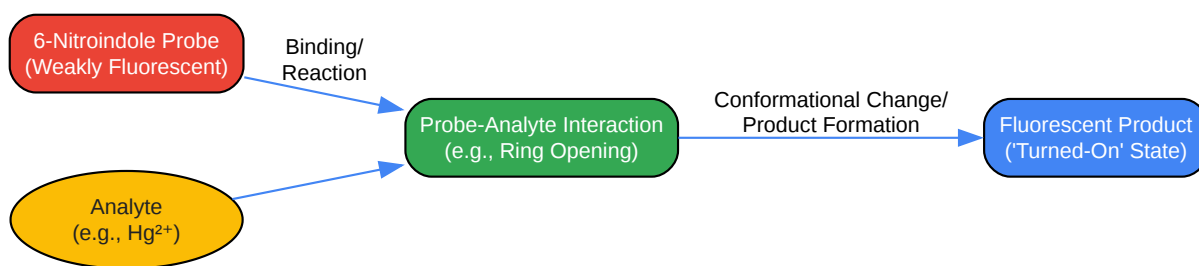 6-Nitroindole Probe
(Weakly Fluorescent)
Binding/
Reaction
Analyte
(e.g., Hg²⁺)
Probe-Analyte Interaction
(e.g., Ring Opening)
Conformational Change/
Product Formation
Fluorescent Product
('Turned-On' State)